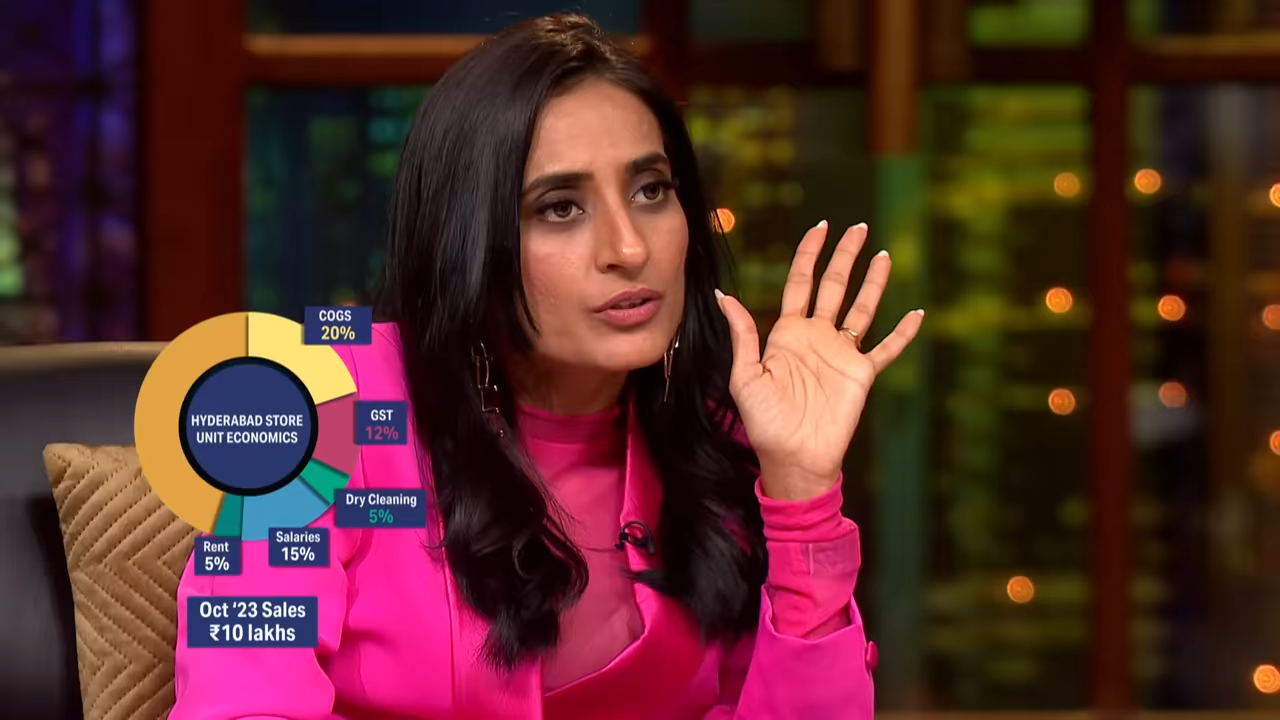 COGS
20%
HYDERABAD STORE
UNIT ECONOMICS
GST
12%
Dry Cleaning
5%
Salaries
15%
Rent
5%
Oct ‘23 Sales
₹10 lakhs